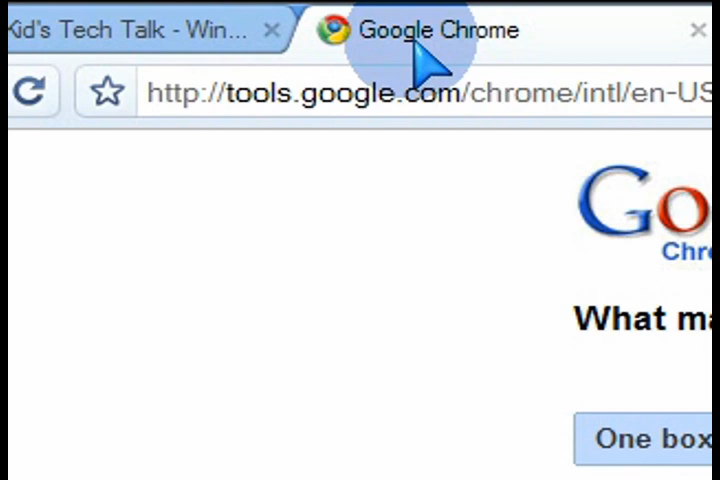 Kid's Tech Talk - Win...
Google Chrome
http://tools.google.com/chrome/intl/en-US
Go
Chr
What ma
One box